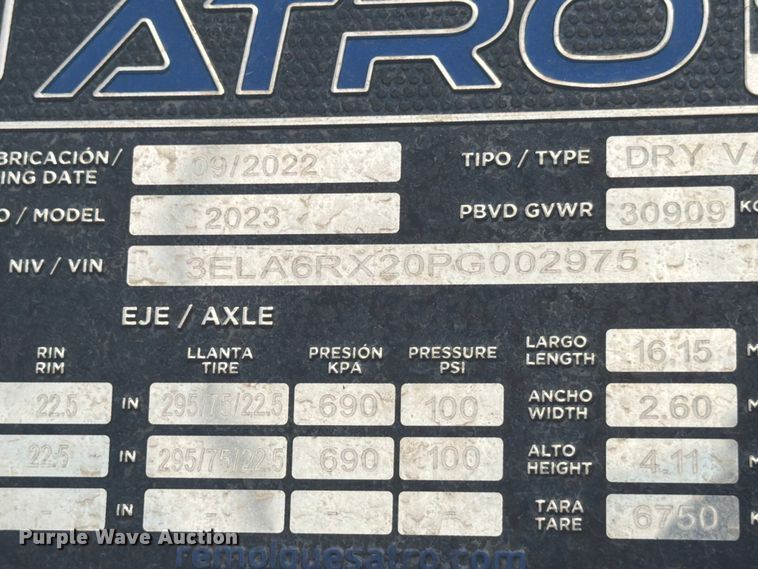 ATRO
BRICACIÓN/ 09/2022 TIPO / TYPE DRY VA
ING DATE
O / MODEL 2023 PBVD GVWR 30909 KG
NIV / VIN 3ELA6RX20PG002975
EJE / AXLE
RIN RIM LLANTA TIRE PRESIÓN KPA PRESSURE PSI LARGO LENGTH 16.15 M
22.5 IN 295/75/22.5 690 100 ANCHO WIDTH 2.60 M
22.5 IN 295/75/22.5 690 100 ALTO HEIGHT 4.11 M
- IN - - - TARA TARE 6750 K
Purple Wave Auction
remolquesatro.com